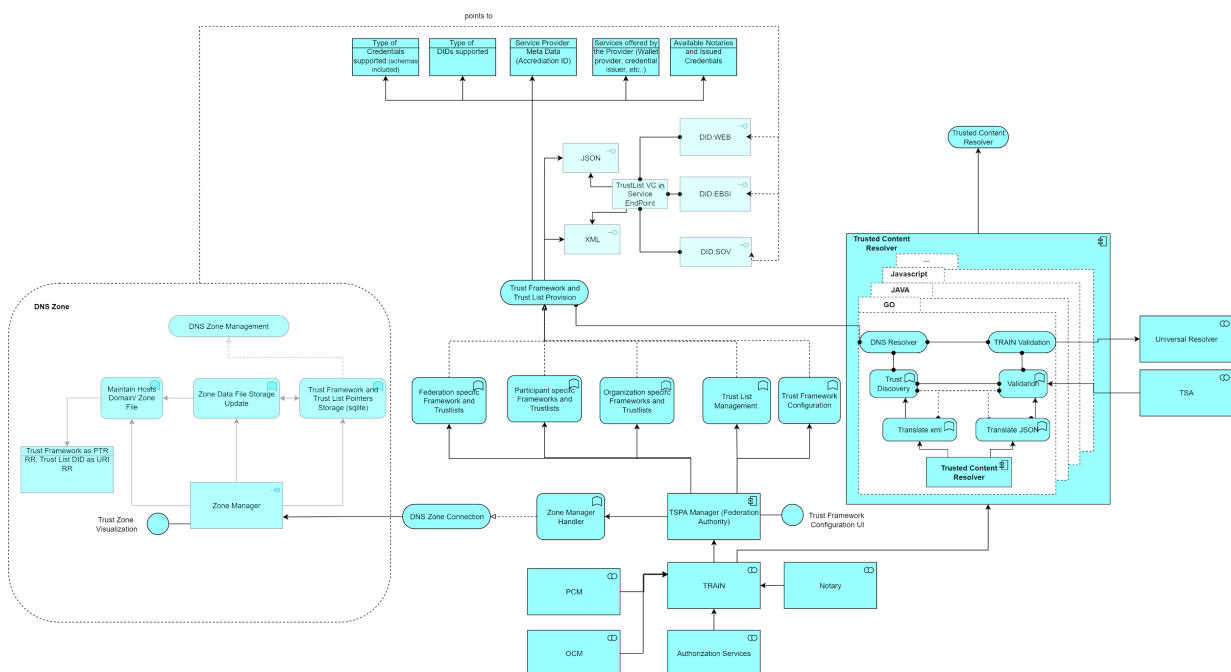 points to
Type of
Credentials
supported (schemas
included)
Type of
DIDs supported
Service Provider
Meta Data
(Accrediation ID)
Services offered by
the Provider (Wallet
provider, credential
issuer, etc..)
Available Notaries
and Issued
Credentials
DID:WEB
JSON
TrustList VC in
Service
EndPoint
DID:EBSI
XML
DID:SOV
Trusted Content
Resolver
Trusted Content
Resolver
...
Javascript
JAVA
GO
DNS Resolver
TRAIN Validation
Trust
Discovery
Validation
Translate xml
Translate JSON
Trusted Content
Resolver
Universal Resolver
TSA
Trust Framework and
Trust List Provision
DNS Zone
DNS Zone Management
Maintain Hosts
Domain/ Zone
File
Zone Data File Storage
Update
Trust Framework and
Trust List Pointers
Storage (sqlite)
Trust Framework as PTR
RR, Trust List DID as URI
RR
Zone Manager
Trust Zone
Visualization
Federation specifc
Framework and
Trustlists
Participant specifc
Frameworks and
Trustlists
Organization specifc
Frameworks and
Trustlists
Trust List
Management
Trust Framework
Configuration
DNS Zone Connection
Zone Manager
Handler
TSPA Manager (Federation
Authority)
Trust Framework
Configuration UI
PCM
TRAIN
Notary
OCM
Authorization Services